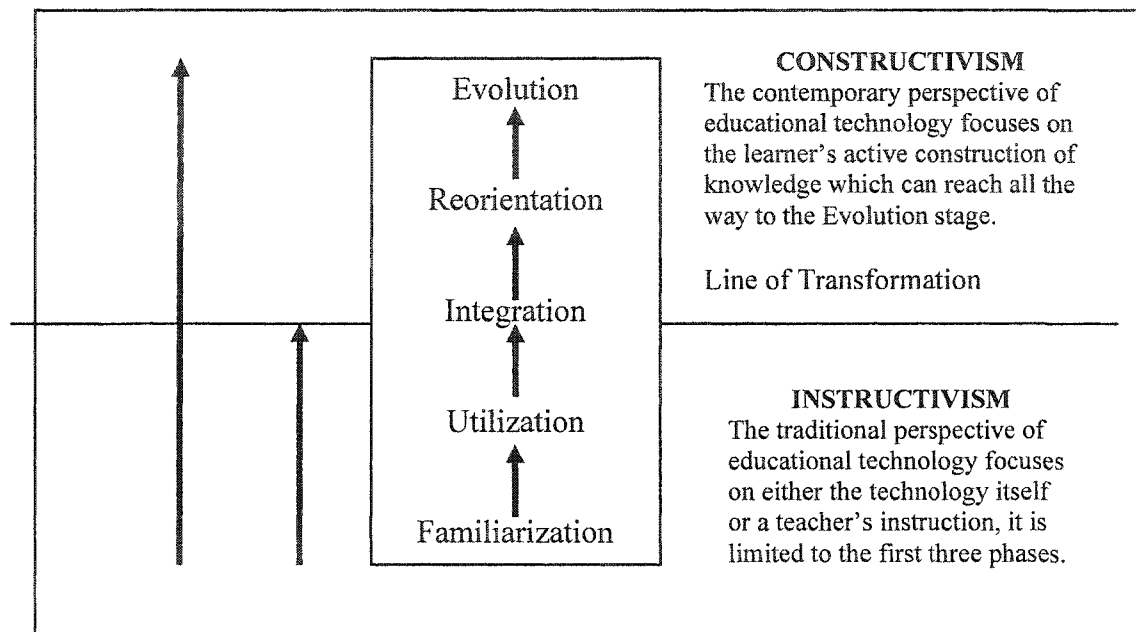 Evolution
Reorientation
Integration
Utilization
Familiarization
CONSTRUCTIVISM
The contemporary perspective of
educational technology focuses on
the learner's active construction of
knowledge which can reach all the
way to the Evolution stage.
Line of Transformation
INSTRUCTIVISM
The traditional perspective of
educational technology focuses
on either the technology itself
or a teacher's instruction, it is
limited to the first three phases.